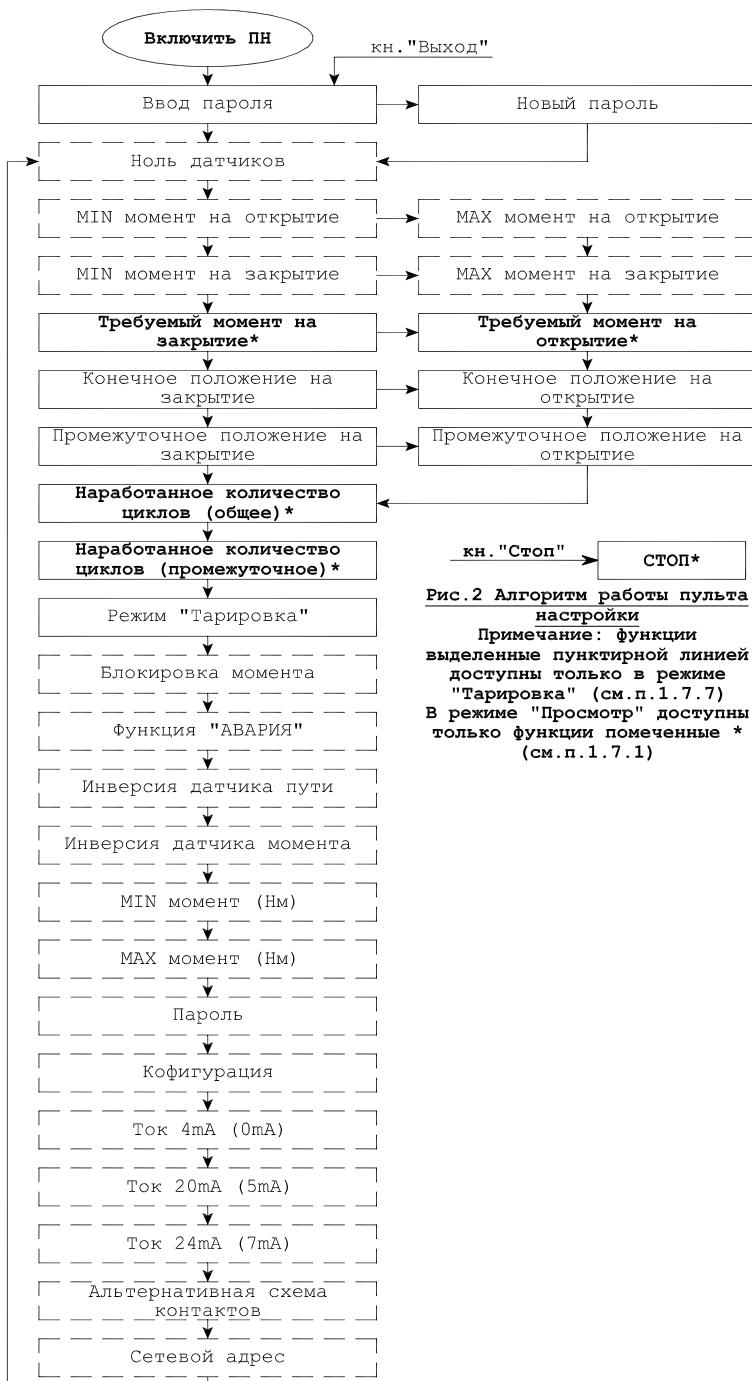 Включить ПН
кн."Выход"
Ввод пароля
Новый пароль
Ноль датчиков
MIN момент на открытие
MAX момент на открытие
MIN момент на закрытие
MAX момент на закрытие
Требуемый момент на
закрытие*
Требуемый момент на
открытие*
Конечное положение на
закрытие
Конечное положение на
открытие
Промежуточное положение на
закрытие
Промежуточное положение на
открытие
Наработанное количество
циклов (общее)*
Наработанное количество
циклов (промежуточное)*
кн."Стоп"
СТОП*
Рис.2 Алгоритм работы пульта
настройки
Примечание: функции
выделенные пунктирной линией
доступны только в режиме
"Тарировка" (см.п.1.7.7)
В режиме "Просмотр" доступны
только функции помеченные *
(см.п.1.7.1)
Режим "Тарировка"
Блокировка момента
Функция "АВАРИЯ"
Инверсия датчика пути
Инверсия датчика момента
MIN момент (Нм)
MAX момент (Нм)
Пароль
Кофигурация
Ток 4mA (0mA)
Ток 20mA (5mA)
Ток 24mA (7mA)
Альтернативная схема
контактов
Сетевой адрес